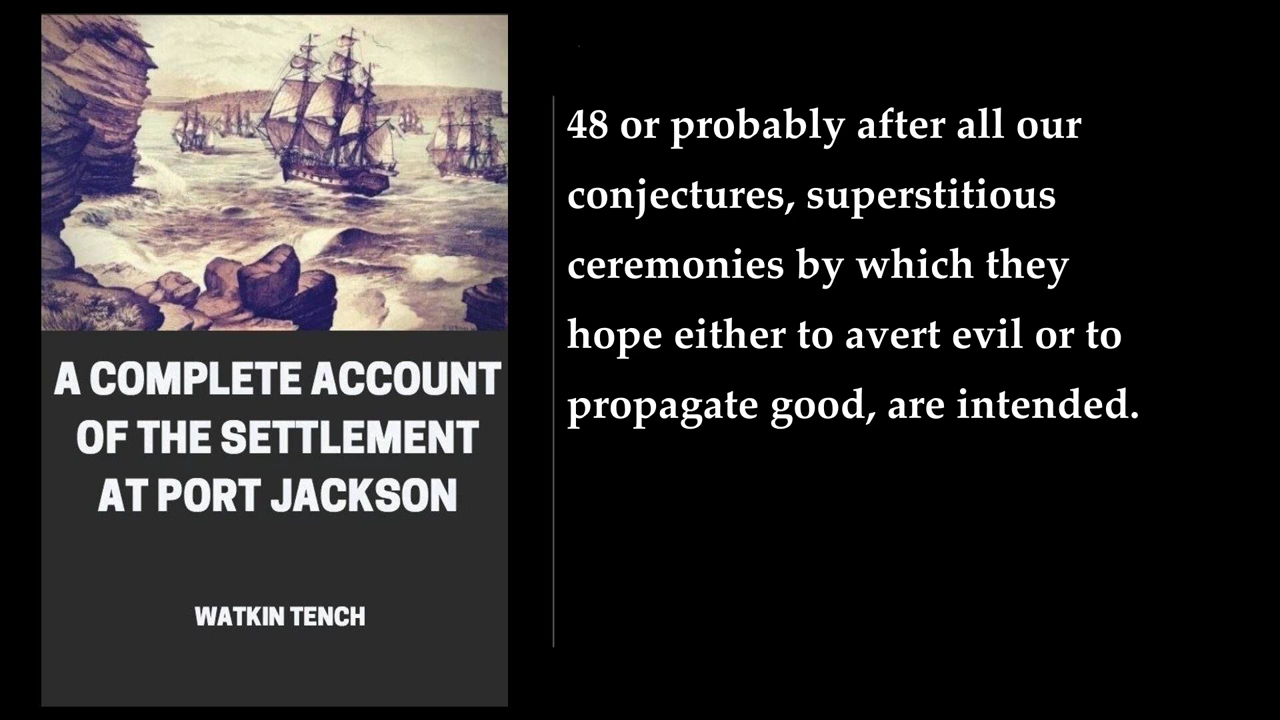 A COMPLETE ACCOUNT
OF THE SETTLEMENT
AT PORT JACKSON
WATKIN TENCH
48 or probably after all our
conjectures, superstitious
ceremonies by which they
hope either to avert evil or to
propagate good, are intended.